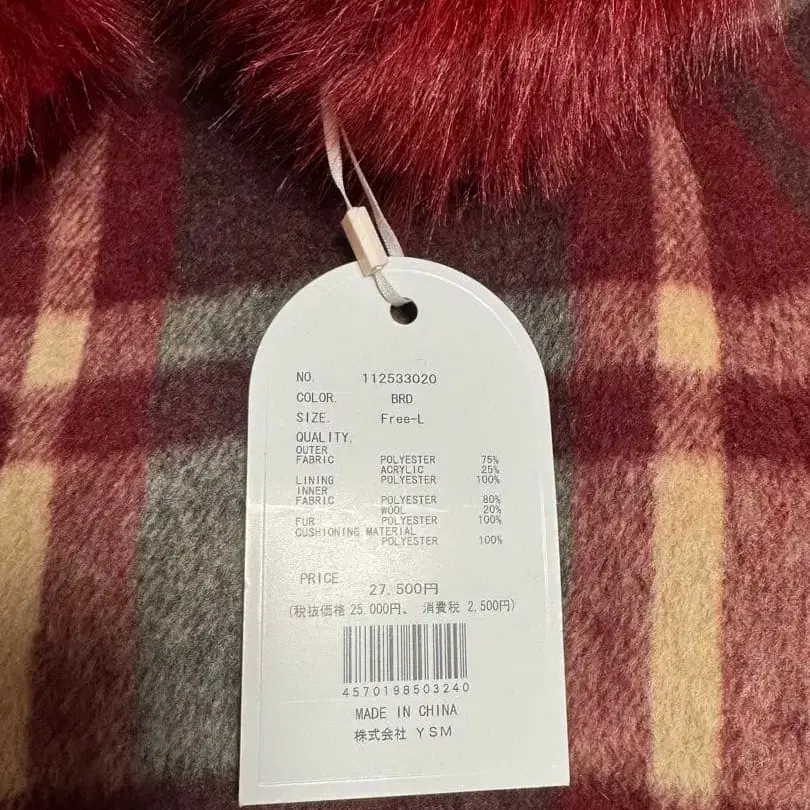 NO. 112533020
COLOR. BRD
SIZE. Free-L
QUALITY.
OUTER
FABRIC POLYESTER 75%
ACRYLIC 25%
LINING POLYESTER 100%
INNER
FABRIC POLYESTER 80%
WOOL 20%
FUR POLYESTER 100%
CUSHIONING MATERIAL
POLYESTER 100%
PRICE 27.500円
(税抜価格 25.000円、 消費税 2.500円)
4570198503240
MADE IN CHINA
株式会社 YSM